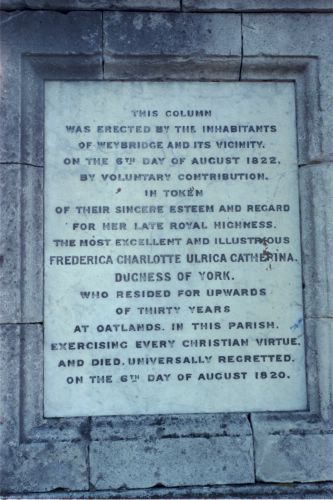 THIS COLUMN
WAS ERECTED BY THE INHABITANTS
OF WEYBRIDGE AND ITS VICINITY.
ON THE 6TH DAY OF AUGUST 1822.
BY VOLUNTARY CONTRIBUTION.
IN TOKEN
OF THEIR SINCERE ESTEEM AND REGARD
FOR HER LATE ROYAL HIGHNESS.
THE MOST EXCELLENT AND ILLUSTRIOUS
FREDERICA CHARLOTTE ULRICA CATHERINA.
DUCHESS OF YORK.
WHO RESIDED FOR UPWARDS
OF THIRTY YEARS
AT OATLANDS. IN THIS PARISH.
EXERCISING EVERY CHRISTIAN VIRTUE.
AND DIED. UNIVERSALLY REGRETTED.
ON THE 6TH DAY OF AUGUST 1820.